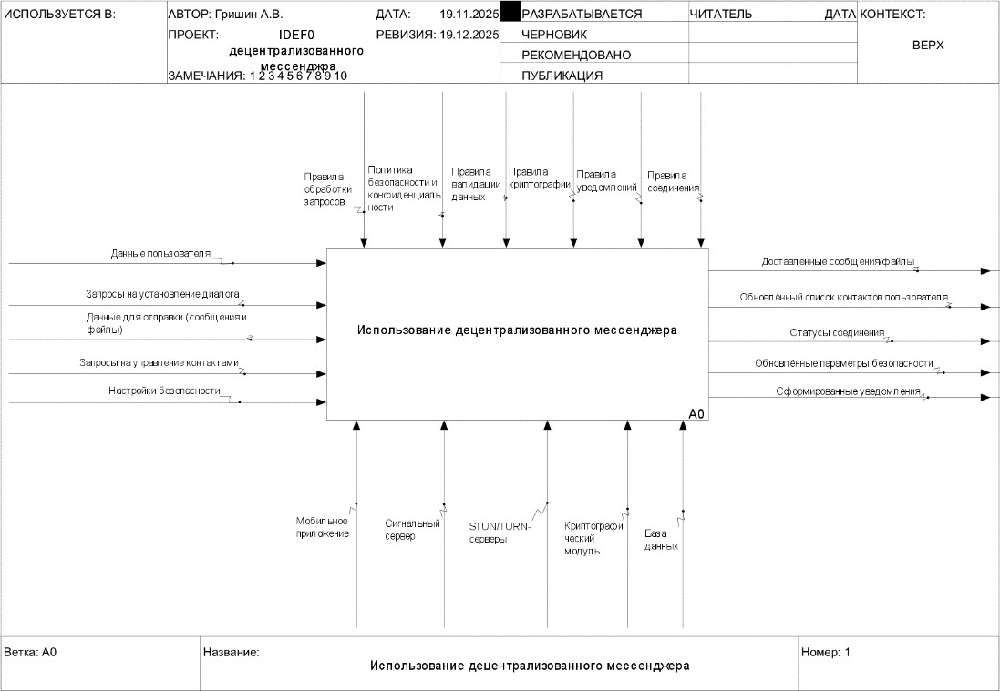 ИСПОЛЬЗУЕТСЯ В:
АВТОР: Гришин А.В.
ДАТА: 19.11.2025
РАЗРАБАТЫВАЕТСЯ
ЧИТАТЕЛЬ
ДАТА
КОНТЕКСТ:
ПРОЕКТ: IDEF0
децентрализованного
мессенджра
РЕВИЗИЯ: 19.12.2025
ЧЕРНОВИК
ВЕРХ
РЕКОМЕНДОВАНО
ЗАМЕЧАНИЯ: 1 2 3 4 5 6 7 8 9 10
ПУБЛИКАЦИЯ
Правила
обработки
запросов
Политика
безопасности и
конфиденциаль
ности
Правила
валидации
данных
Правила
криптографии
Правила
уведомлений
Правила
соединения
Данные пользователя
Запросы на установление диалога
Данные для отправки (сообщения и
файлы)
Запросы на управление контактами
Настройки безопасности
Использование децентрализованного мессенджера
A0
Доставленные сообщения/файлы
Обновлённый список контактов пользователя
Статусы соединения
Обновлённые параметры безопасности
Сформированные уведомления
Мобильное
приложение
Сигнальный
сервер
STUN/TURN-
серверы
Криптографи
ческий
модуль
База
данных
Ветка: A0
Название:
Использование децентрализованного мессенджера
Номер: 1